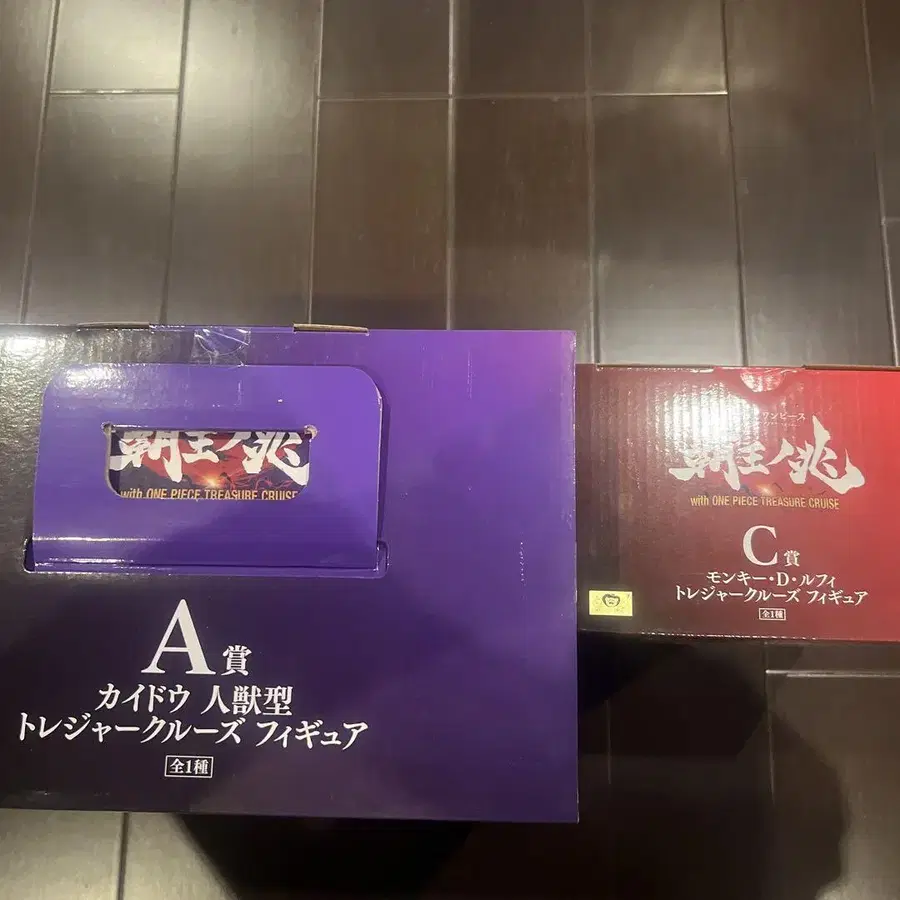 覇王ノ兆
with ONE PIECE TREASURE CRUISE
A賞
カイドウ 人獣型
トレジャークルーズ フィギュア
全1種
ワンピース
覇王ノ兆
with ONE PIECE TREASURE CRUISE
C賞
モンキー・D・ルフィ
トレジャークルーズ フィギュア
全1種